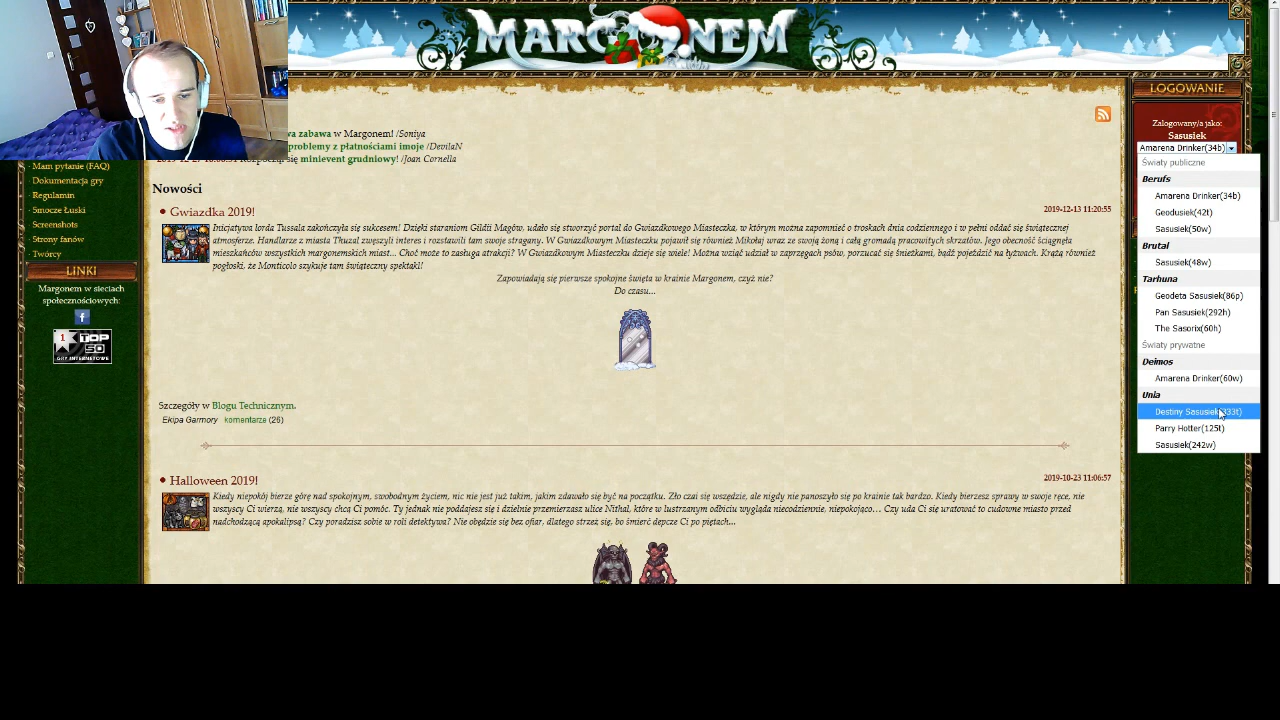 MARGONEM
wa zabawa w Margonem! /Soniya
problemy z płatnościami imoje /DevilaN
się minievent grudniowy! /Joan Cornella
· Mam pytanie (FAQ)
· Dokumentacja gry
· Regulamin
· Smocze Łuski
· Screenshots
· Strony fanów
· Twórcy
LINKI
Margonem w sieciach
społecznościowych:
f
1 TOP
50
GRY INTERNETOWE
Nowości
• Gwiazdka 2019!
2019-12-13 11:20:55
Inicjatywa lorda Tussala zakończyła się sukcesem! Dzięki staraniom Gildii Magów, udało się stworzyć portal do Gwiazdkowego Miasteczka, w którym można zapomnieć o troskach dnia codziennego i w pełni oddać się świątecznej
atmosferze. Handlarze z miasta Thuzal zwęszyli interes i rozstawili tam swoje stragany. W Gwiazdkowym Miasteczku pojawił się również Mikołaj wraz ze swoją żoną i całą gromadą pracowitych skrzatów. Jego obecność ściągnęła
mieszkańców wszystkich margonemskich miast... Choć może to zasługa atrakcji? W Gwiazdkowym Miasteczku dzieje się wiele! Można wziąć udział w zaprzęgach psów, porzucać się śnieżkami, bądź pojeździć na łyżwach. Krążą również
pogłoski, że Monticolo szykuje tam świąteczny spektakl!
Zapowiadają się pierwsze spokojne święta w krainie Margonem, czyż nie?
Do czasu...
Szczegóły w Blogu Technicznym.
Ekipa Garmory komentarze (26)
• Halloween 2019!
2019-10-23 11:06:57
Kiedy niepokój bierze górę nad spokojnym, swobodnym życiem, nic nie jest już takim, jakim zdawało się być na początku. Zło czai się wszędzie, ale nigdy nie panoszyło się po krainie tak bardzo. Kiedy bierzesz sprawy w swoje ręce, nie
wszyscy Ci wierzą, nie wszyscy chcą Ci pomóc. Ty jednak nie poddajesz się i dzielnie przemierzasz ulice Nithal, które w lustrzanym odbiciu wygląda niecodziennie, niepokojąco... Czy uda Ci się uratować to cudowne miasto przed
nadchodzącą apokalipsą? Czy poradzisz sobie w roli detektywa? Nie obędzie się bez ofiar, dlatego strzeż się, bo śmierć depcze Ci po piętach...
LOGOWANIE
Zalogowany/a jako:
Sasusiek
Amarena Drinker(34b)
Światy publiczne
Berufs
Amarena Drinker(34b)
Geodusiek(42t)
Sasusiek(50w)
Brutal
Sasusiek(48w)
Tarhuna
Geodeta Sasusiek(86p)
Pan Sasusiek(292h)
The Sasorix(60h)
Światy prywatne
Deimos
Amarena Drinker(60w)
Unia
Destiny Sasusiek(333t)
Parry Hotter(125t)
Sasusiek(242w)